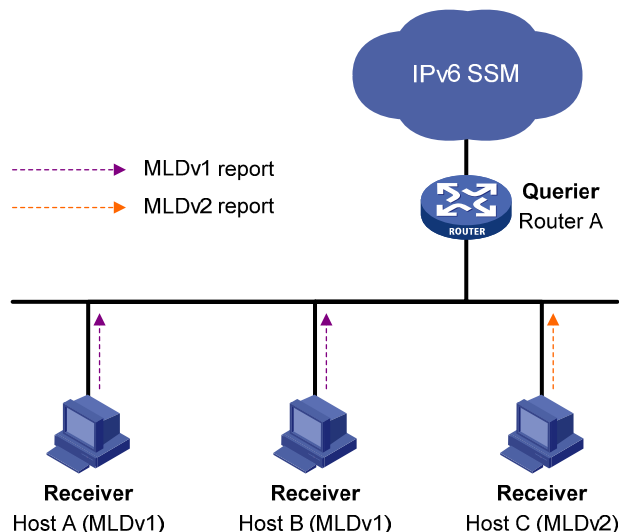 IPv6 SSM
MLDv1 report
MLDv2 report
Querier
Router A
ROUTER
Receiver
Host A (MLDv1)
Receiver
Host B (MLDv1)
Receiver
Host C (MLDv2)